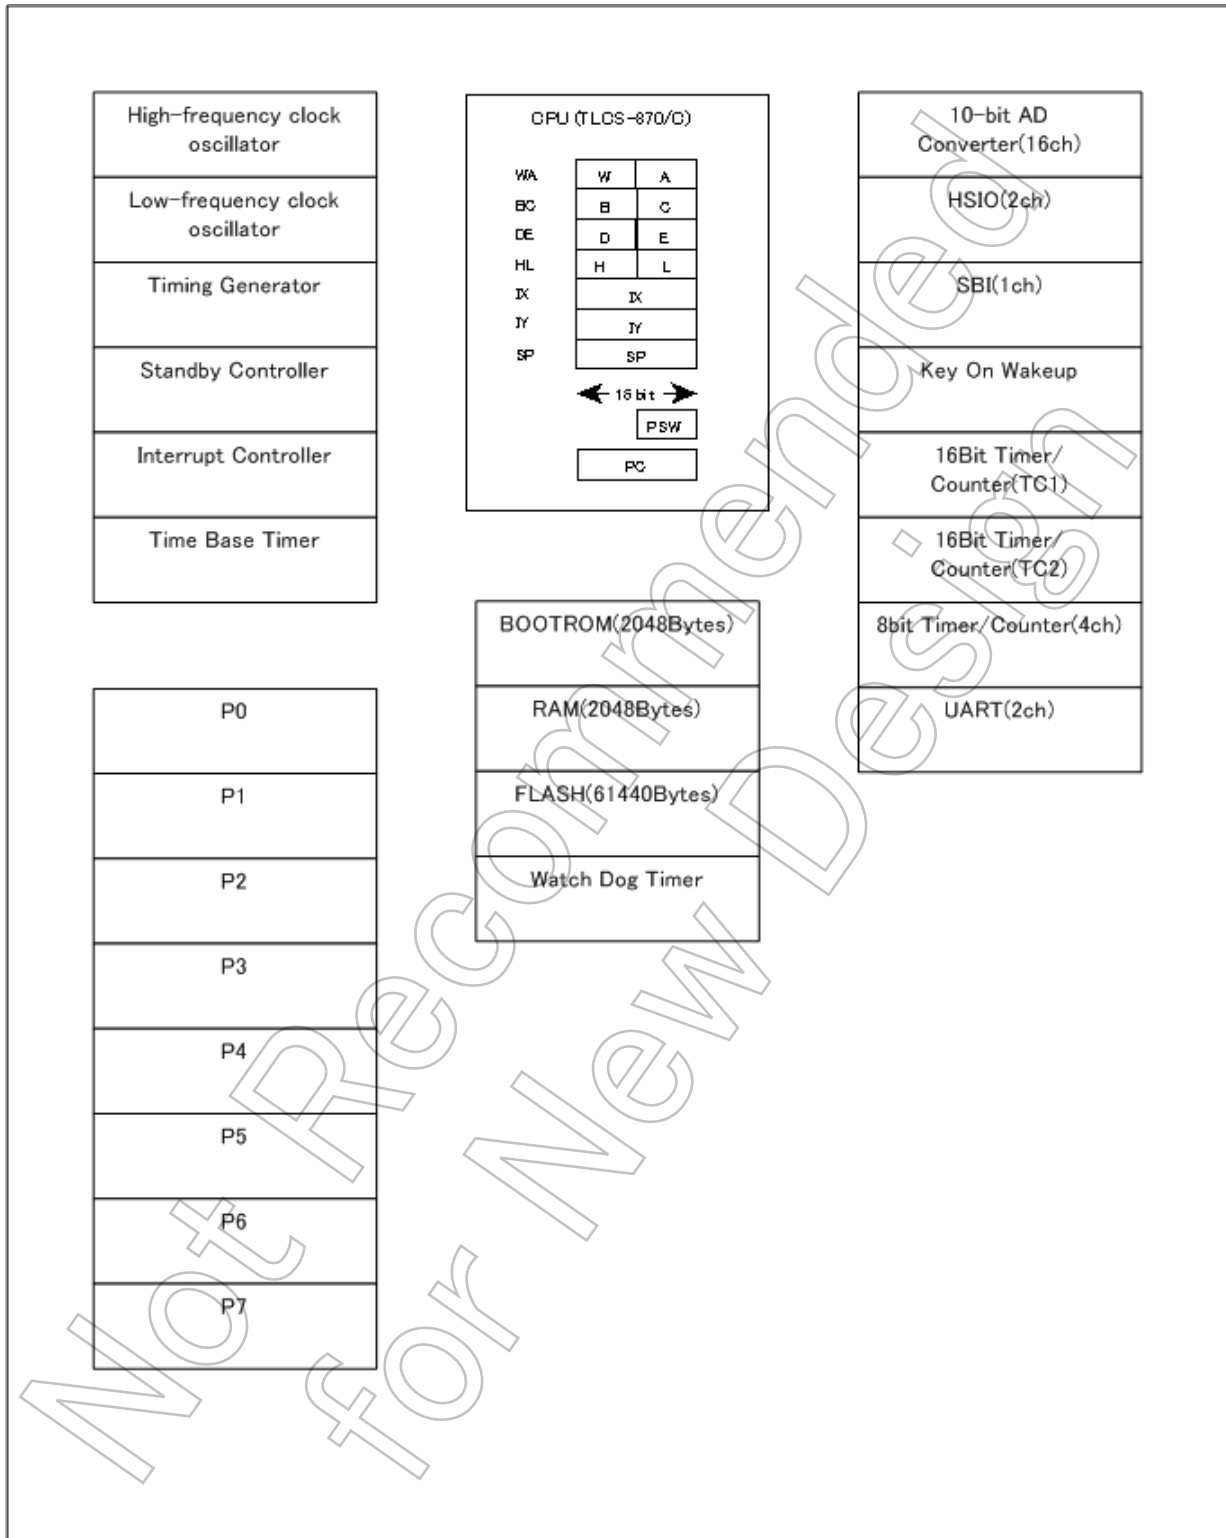 High-frequency clock
oscillator
Low-frequency clock
oscillator
Timing Generator
Standby Controller
Interrupt Controller
Time Base Timer
P0
P1
P2
P3
P4
P5
P6
P7
CPU (TLCS-870/C)
WA W A
BC B C
DE D E
HL H L
IX IX
IY IY
SP SP
16 bit
PSW
PC
BOOTROM(2048Bytes)
RAM(2048Bytes)
FLASH(61440Bytes)
Watch Dog Timer
10-bit AD
Converter(16ch)
HSIO(2ch)
SBI(1ch)
Key On Wakeup
16Bit Timer/
Counter(TC1)
16Bit Timer/
Counter(TC2)
8bit Timer/Counter(4ch)
UART(2ch)
Not Recommended
for New Design